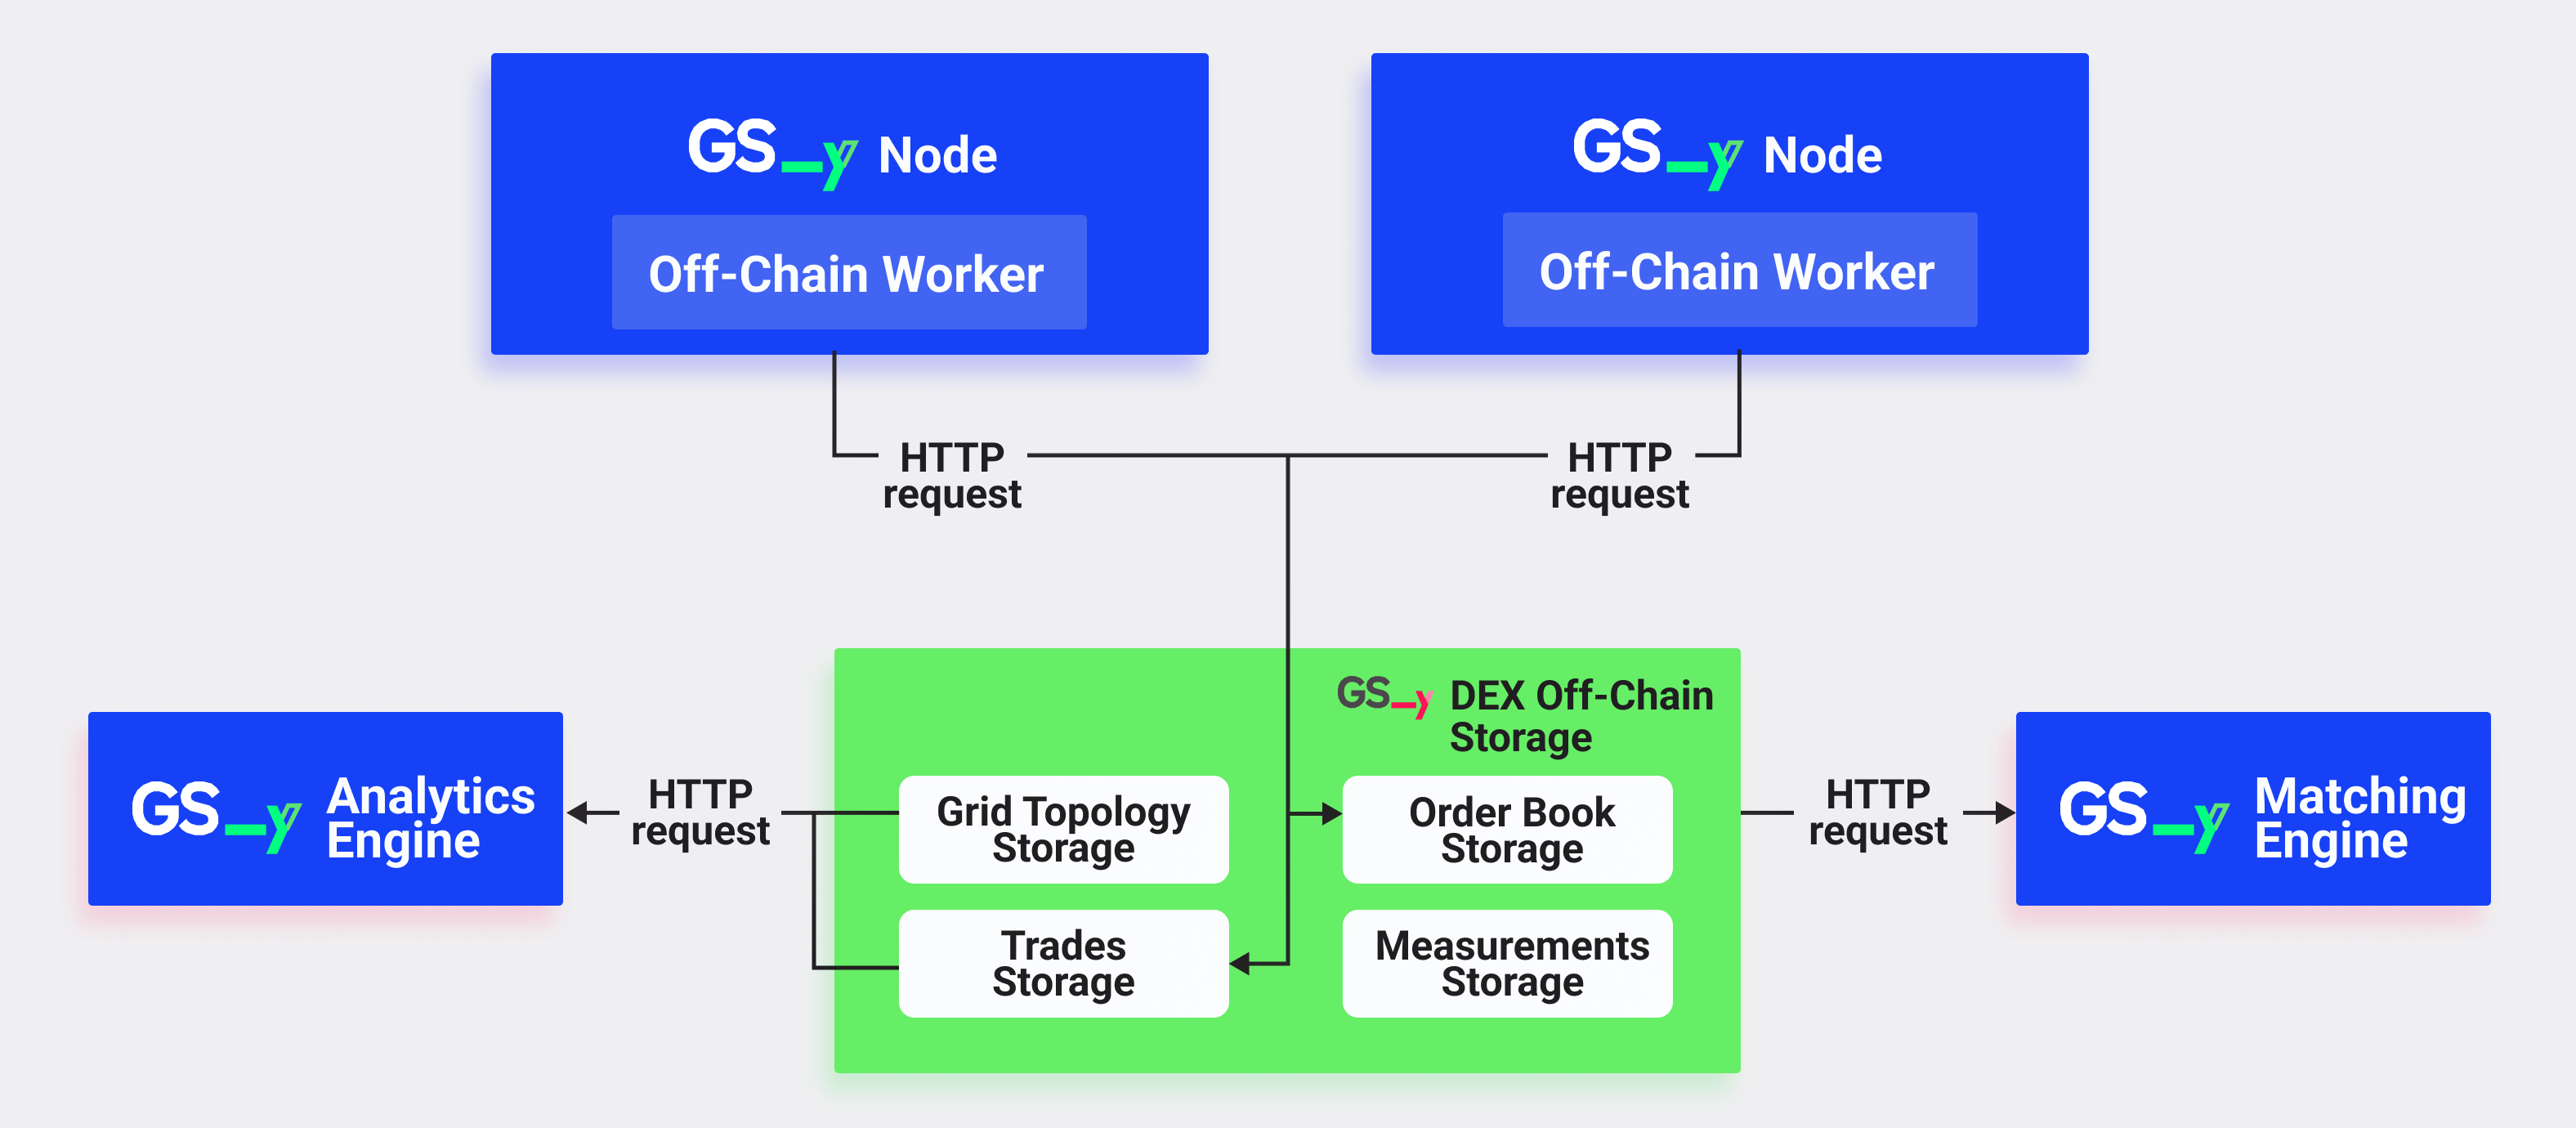 GS_y Node
Off-Chain Worker
GS_y Node
Off-Chain Worker
HTTP
request
HTTP
request
GS_y DEX Off-Chain
Storage
GS_y Analytics
Engine
HTTP
request
Grid Topology
Storage
Order Book
Storage
HTTP
request
GS_y Matching
Engine
Trades
Storage
Measurements
Storage